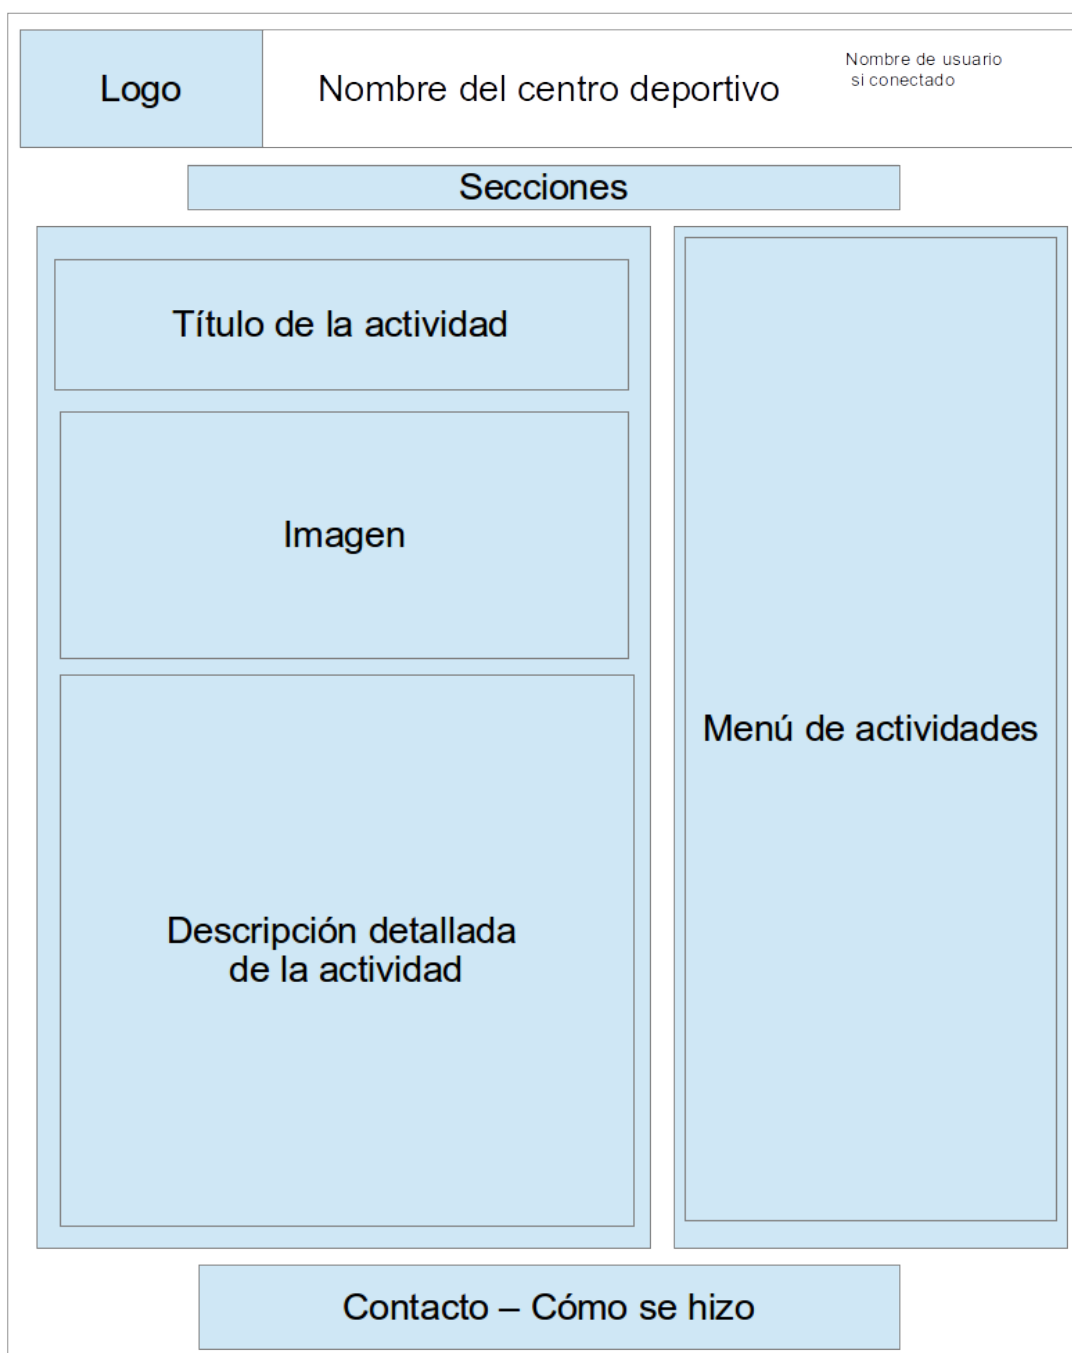 Logo
Nombre del centro deportivo
Nombre de usuario
si conectado
Secciones
Título de la actividad
Imagen
Descripción detallada
de la actividad
Menú de actividades
Contacto – Cómo se hizo